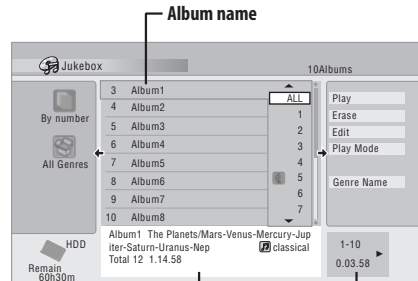 Album name
Jukebox
10Albums
3 Album1
4 Album2
5 Album3
6 Album4
7 Album5
8 Album6
9 Album7
10 Album8
ALL
1
2
3
4
5
6
7
By number
All Genres
Play
Erase
Edit
Play Mode
Genre Name
HDD
Remain
60h30m
Album1 The Planets/Mars-Venus-Mercury-Jup
iter-Saturn-Uranus-Nep classical
Total 12 1.14.58
1-10
0.03.58